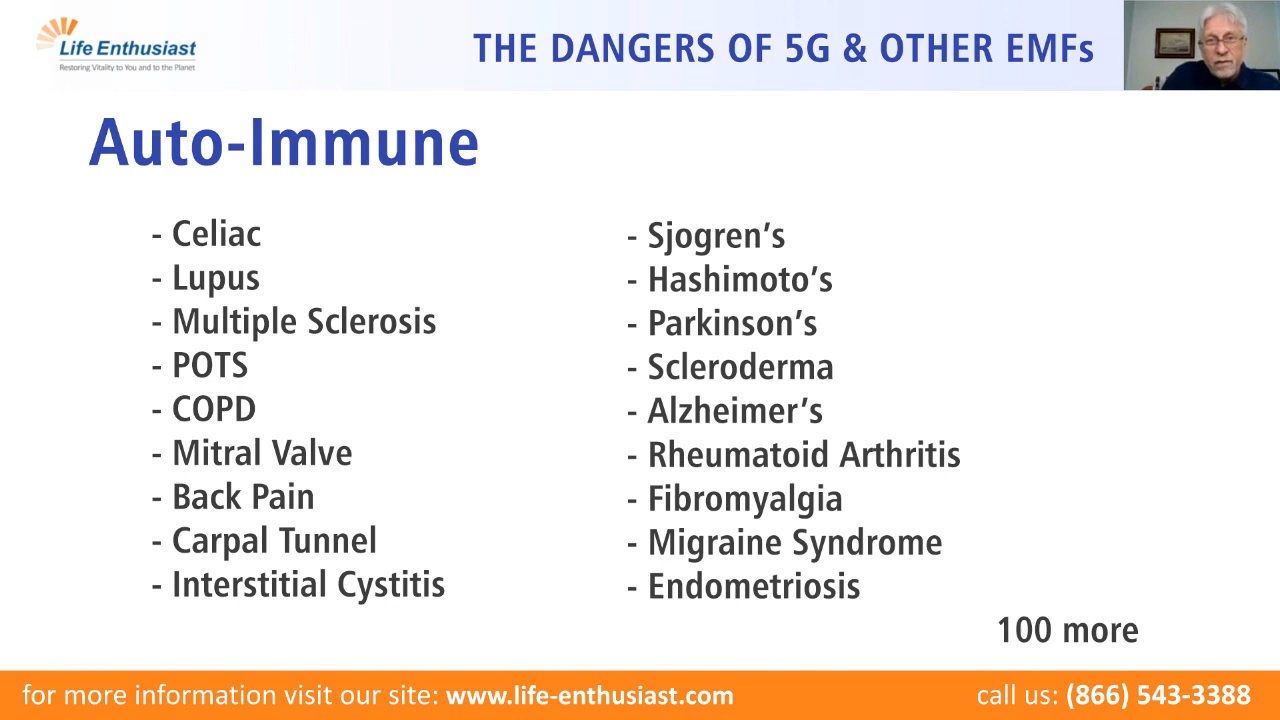 Life Enthusiast
Restoring Vitality to You and to the Planet
THE DANGERS OF 5G & OTHER EMFs
Auto-Immune
- Celiac
- Lupus
- Multiple Sclerosis
- POTS
- COPD
- Mitral Valve
- Back Pain
- Carpal Tunnel
- Interstitial Cystitis
- Sjogren’s
- Hashimoto’s
- Parkinson’s
- Scleroderma
- Alzheimer’s
- Rheumatoid Arthritis
- Fibromyalgia
- Migraine Syndrome
- Endometriosis
100 more
for more information visit our site: www.life-enthusiast.com
call us: (866) 543-3388